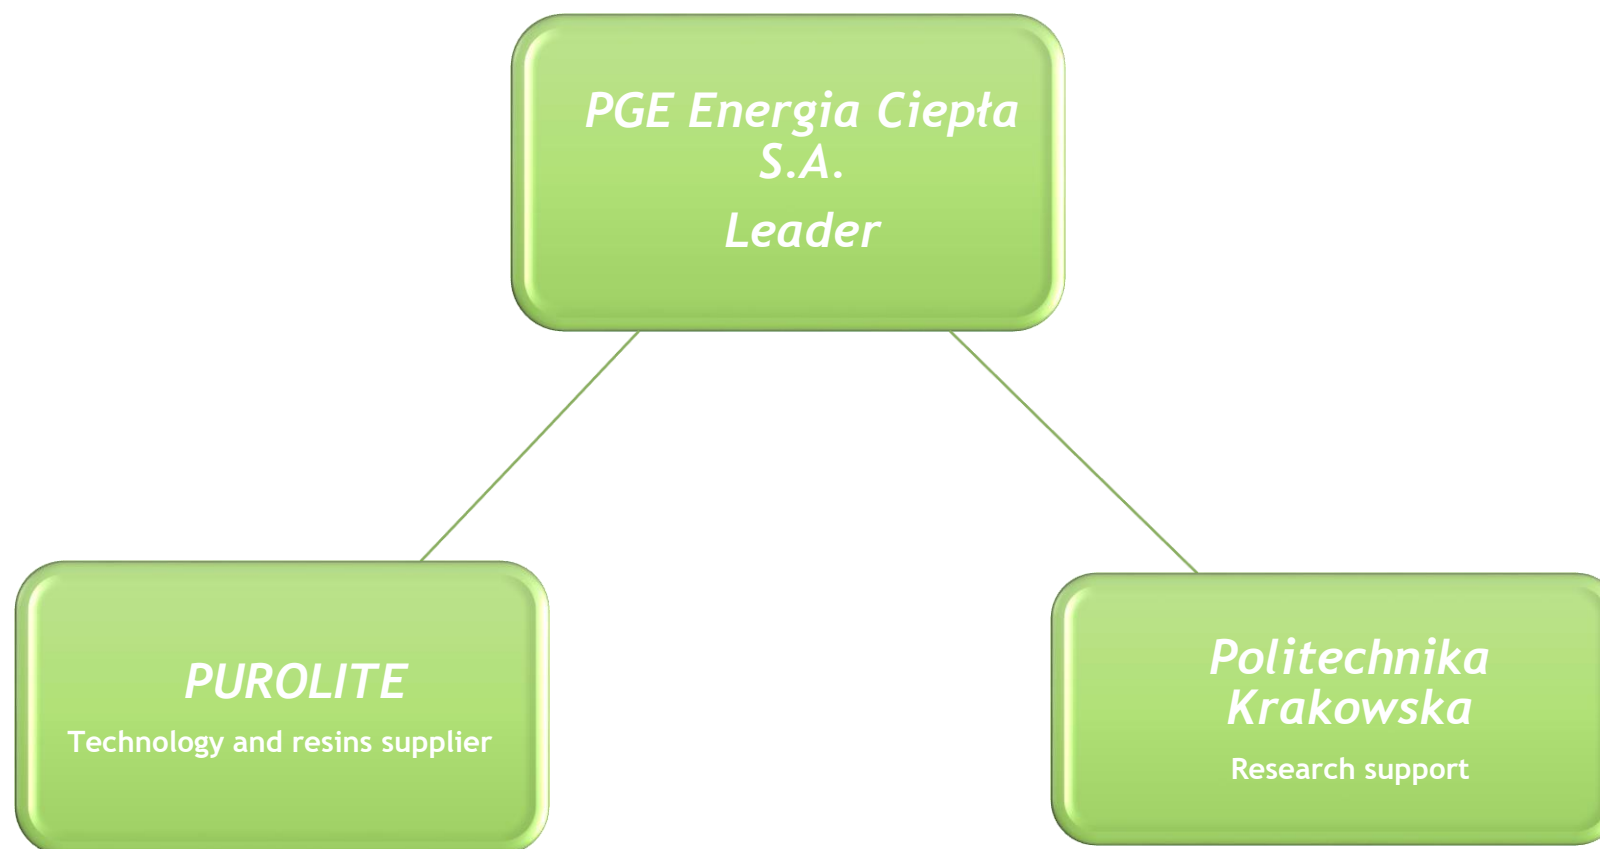 PGE Energia Ciepła
S.A.
Leader
PUROLITE
Technology and resins supplier
Politechnika
Krakowska
Research support